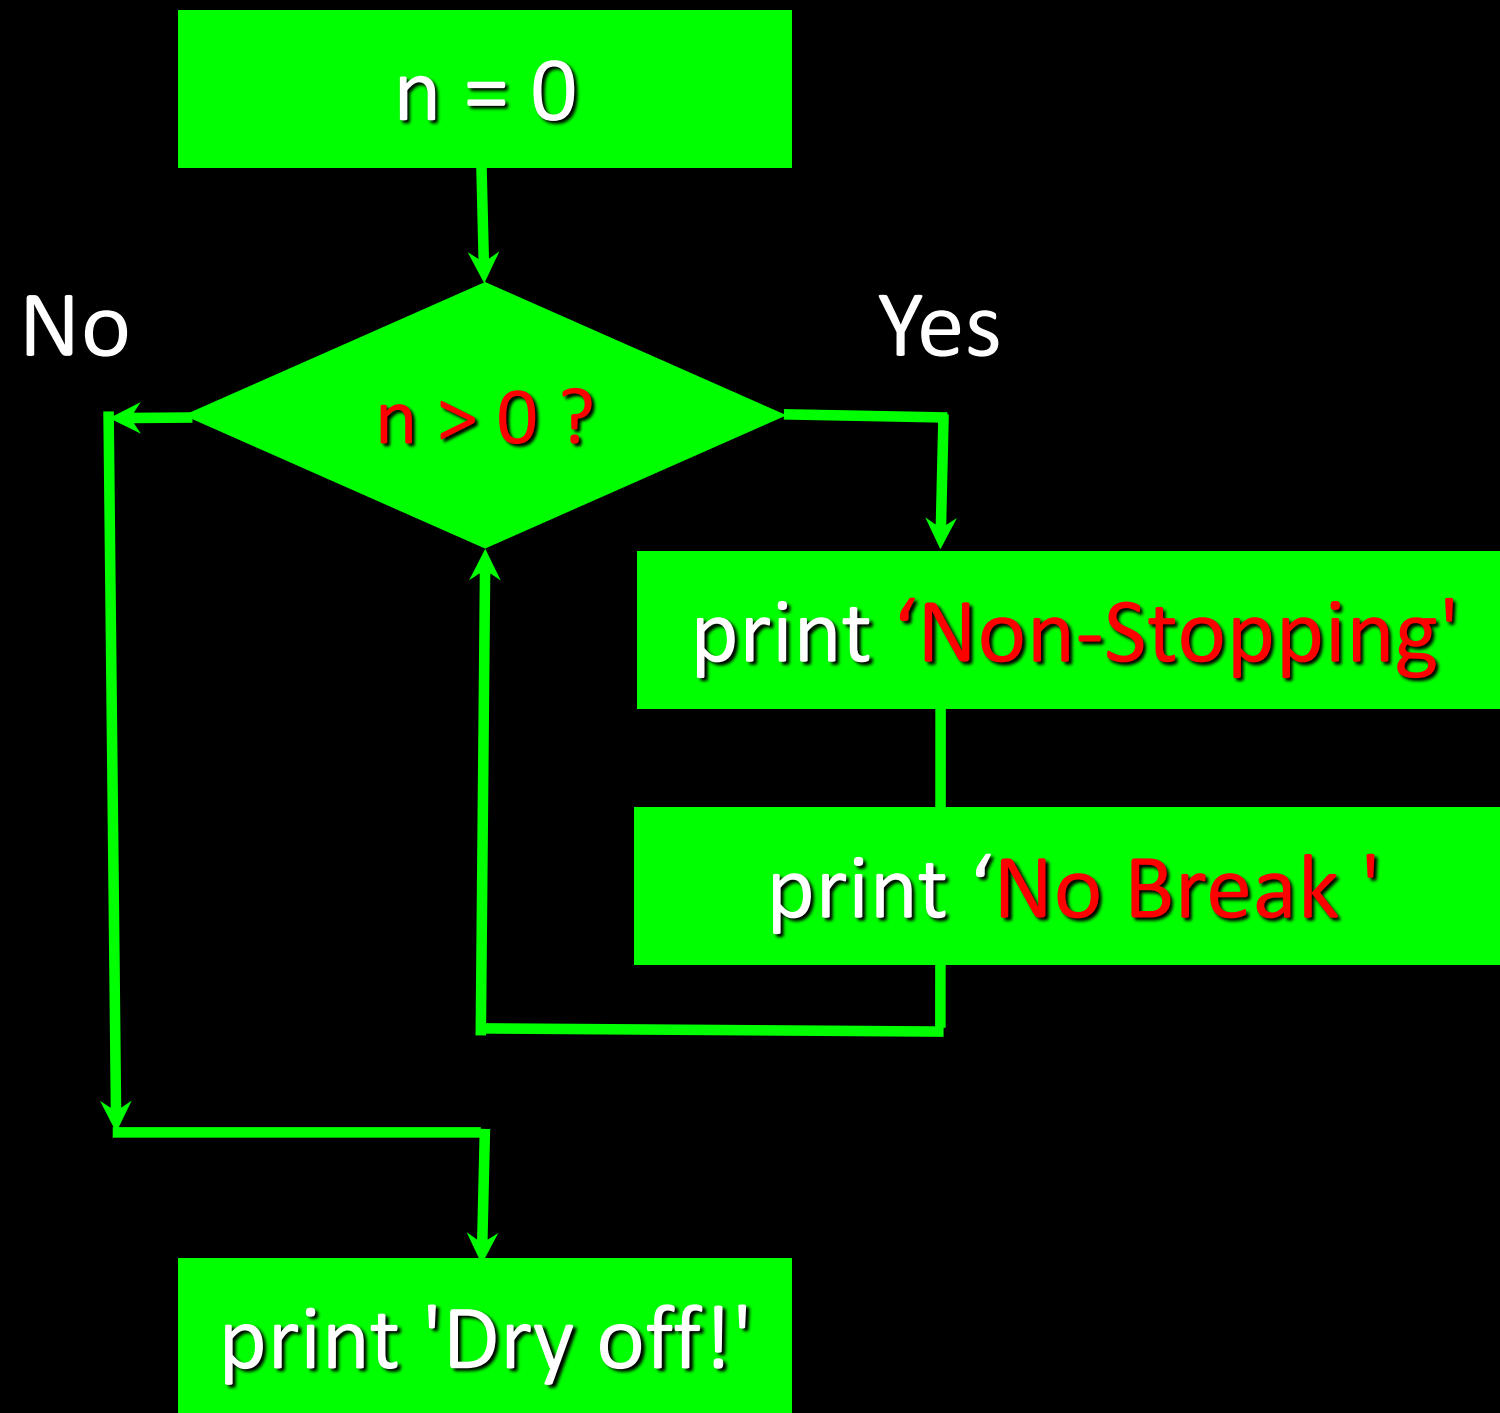 n = 0
No
Yes
n > 0 ?
print ‘Non-Stopping'
print ‘No Break '
print 'Dry off!'